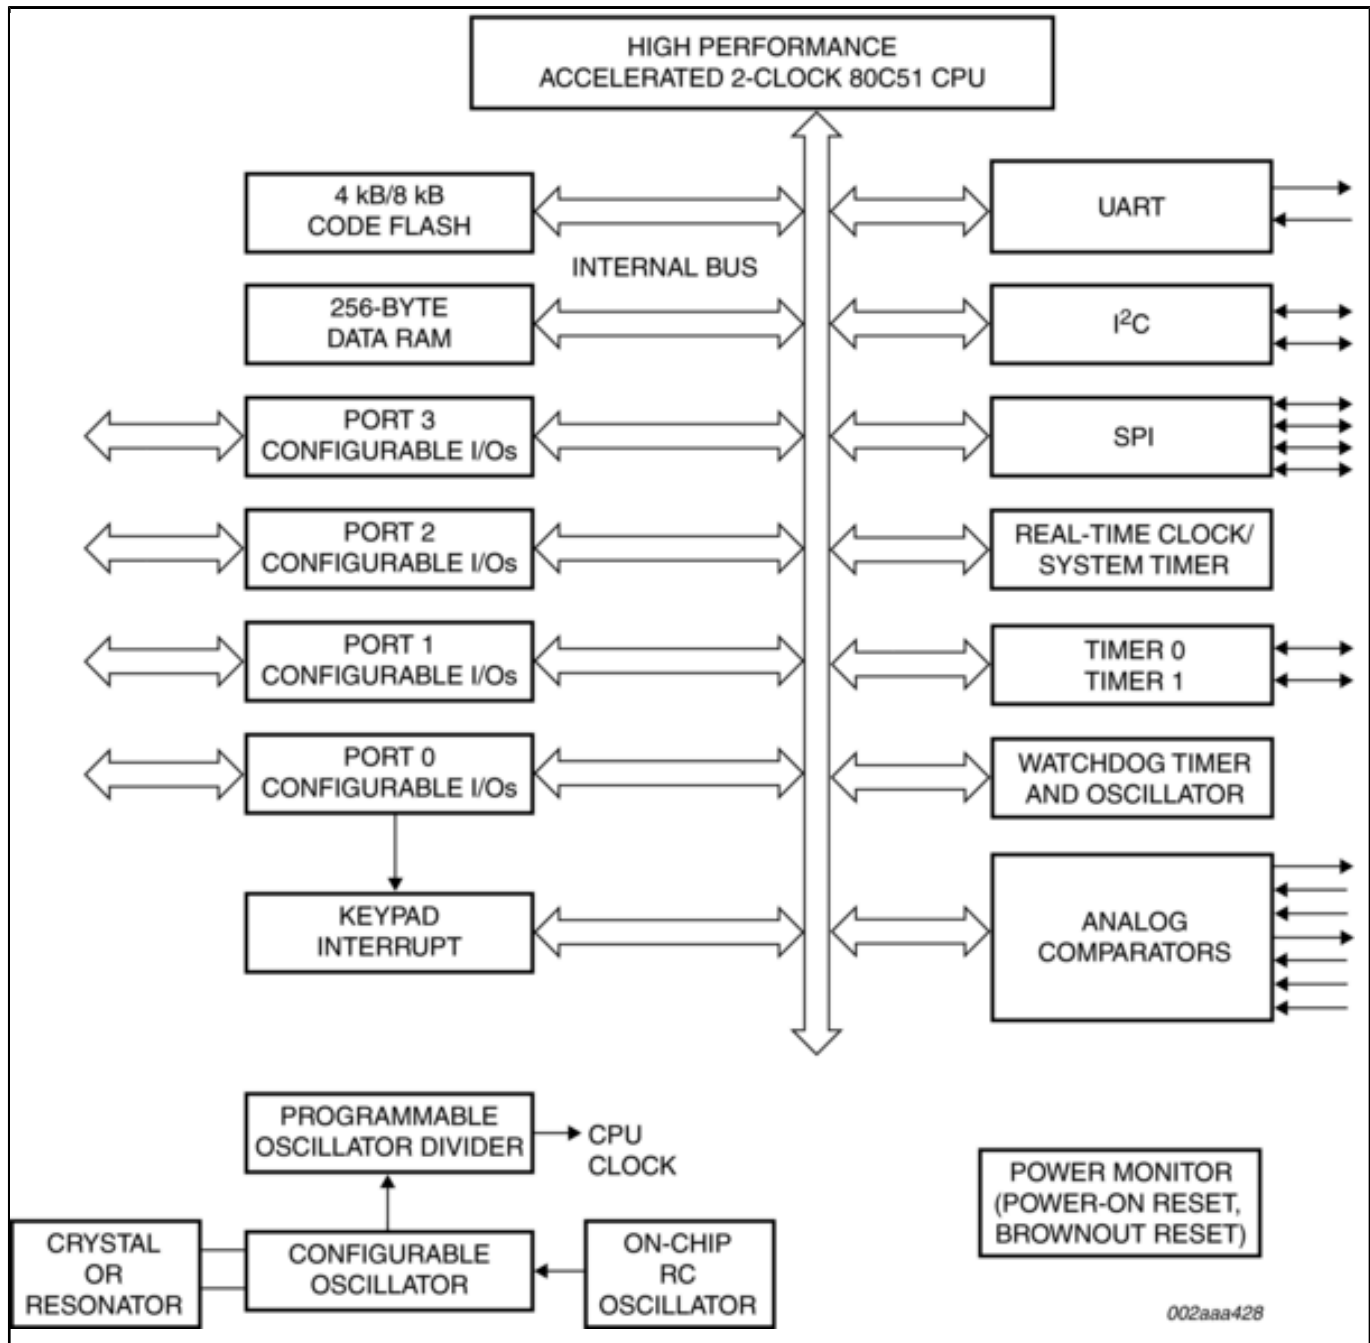 HIGH PERFORMANCE
ACCELERATED 2-CLOCK 80C51 CPU
4 kB/8 kB
CODE FLASH
UART
INTERNAL BUS
256-BYTE
DATA RAM
I²C
PORT 3
CONFIGURABLE I/Os
SPI
PORT 2
CONFIGURABLE I/Os
REAL-TIME CLOCK/
SYSTEM TIMER
PORT 1
CONFIGURABLE I/Os
TIMER 0
TIMER 1
PORT 0
CONFIGURABLE I/Os
WATCHDOG TIMER
AND OSCILLATOR
KEYPAD
INTERRUPT
ANALOG
COMPARATORS
PROGRAMMABLE
OSCILLATOR DIVIDER
CPU
CLOCK
POWER MONITOR
(POWER-ON RESET,
BROWNOUT RESET)
CRYSTAL
OR
RESONATOR
CONFIGURABLE
OSCILLATOR
ON-CHIP
RC
OSCILLATOR
002aaa428